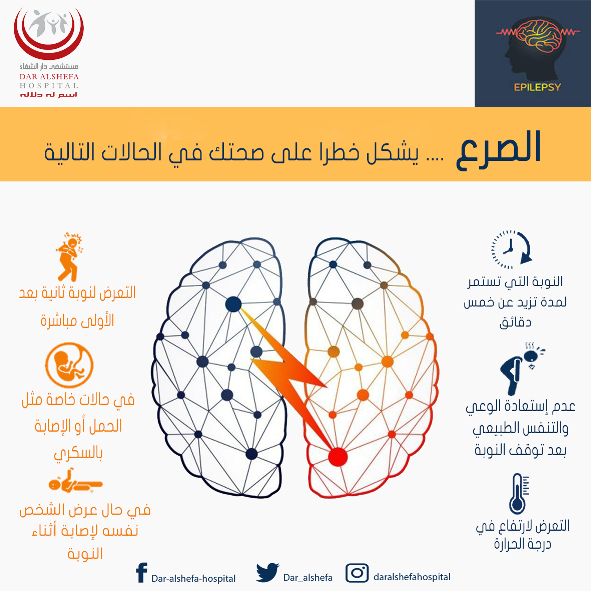 مستشفى دار الشفاء
DAR ALSHEFA
HOSPITAL
اسم له دلاله
EPILEPSY
الصرع .... يشكل خطرا على صحتك في الحالات التالية
النوبة التي تستمر
لمدة تزيد عن خمس
دقائق
عدم إستعادة الوعي
والتنفس الطبيعي
بعد توقف النوبة
التعرض لارتفاع في
درجة الحرارة
التعرض لنوبة ثانية بعد
الأولى مباشرة
في حالات خاصة مثل
الحمل أو الإصابة
بالسكري
في حال عرض الشخص
نفسه لإصابة أثناء
النوبة
Dar-alshefa-hospital
Dar_alshefa
daralshefahospital